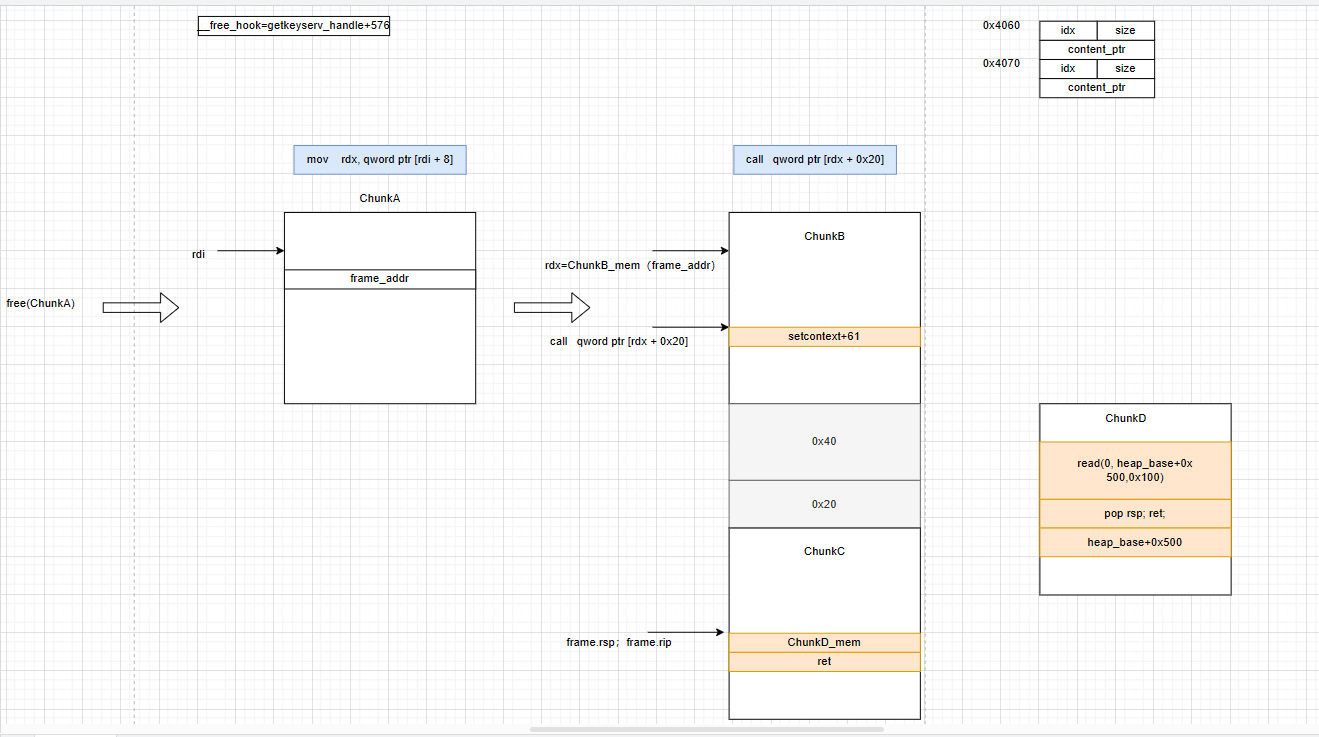 __free_hook=getkeyserv_handle+576
0x4060
idx size
content_ptr
0x4070
idx size
content_ptr
mov rdx, qword ptr [rdi + 8]
call qword ptr [rdx + 0x20]
ChunkA
ChunkB
rdi
rdx=ChunkB_mem（frame_addr）
frame_addr
free(ChunkA)
setcontext+61
call qword ptr [rdx + 0x20]
ChunkD
0x40
read(0, heap_base+0x
500,0x100)
0x20
pop rsp; ret;
heap_base+0x500
ChunkC
frame.rsp；frame.rip
ChunkD_mem
ret